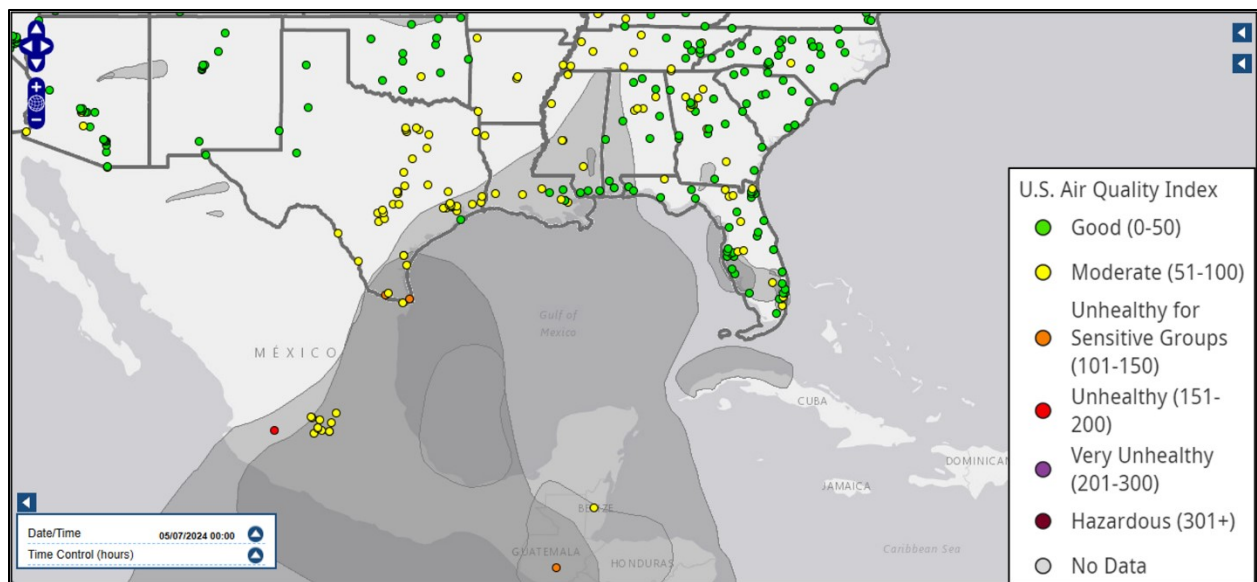 Gulf of
Mexico
MÉXICO
CUBA
JAMAICA
DOMINICAN
BELIZE
GUATEMALA
HONDURAS
Caribbean Sea
+
−
Date/Time 05/07/2024 00:00
Time Control (hours)
U.S. Air Quality Index
Good (0-50)
Moderate (51-100)
Unhealthy for
Sensitive Groups
(101-150)
Unhealthy (151-
200)
Very Unhealthy
(201-300)
Hazardous (301+)
No Data